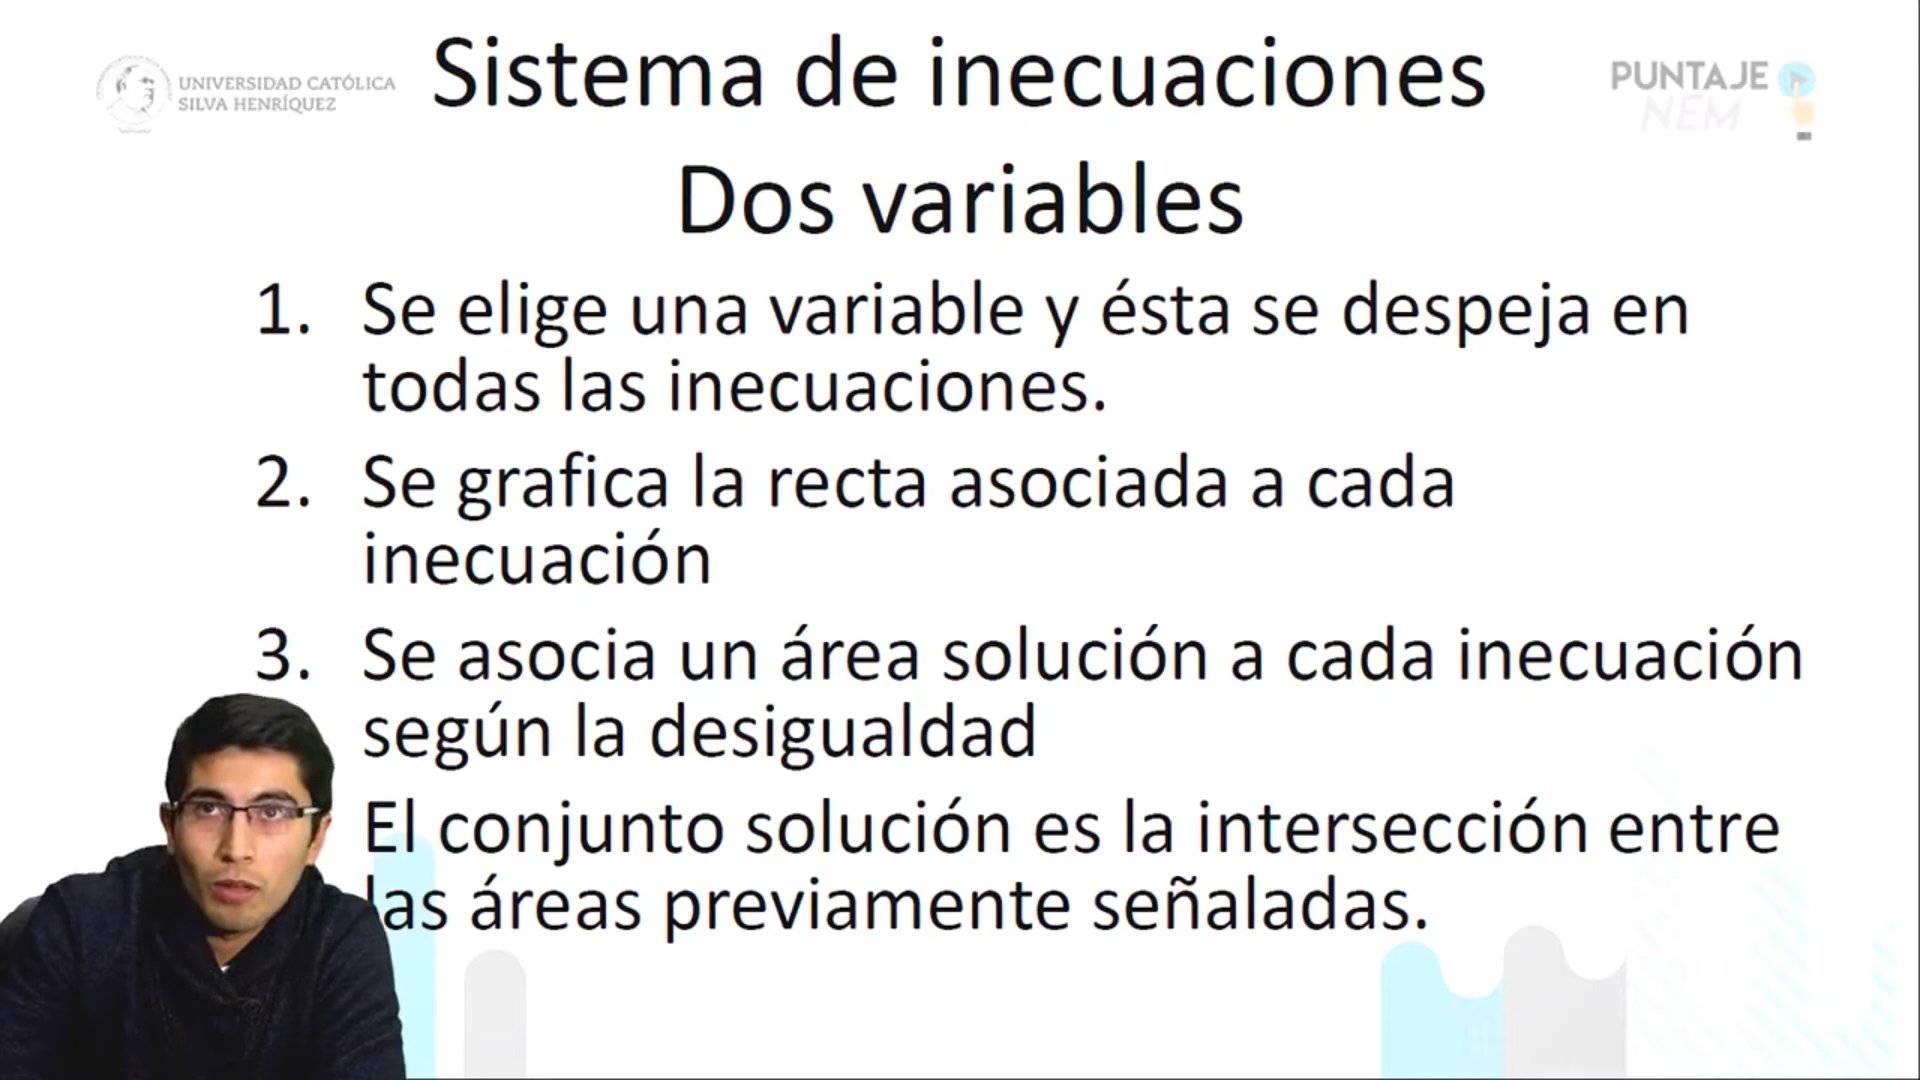 UNIVERSIDAD CATÓLICA
SILVA HENRÍQUEZ
Sistema de inecuaciones
PUNTAJE
NEM
Dos variables
1. Se elige una variable y ésta se despeja en
todas las inecuaciones.
2. Se grafica la recta asociada a cada
inecuación
3. Se asocia un área solución a cada inecuación
según la desigualdad
El conjunto solución es la intersección entre
las áreas previamente señaladas.